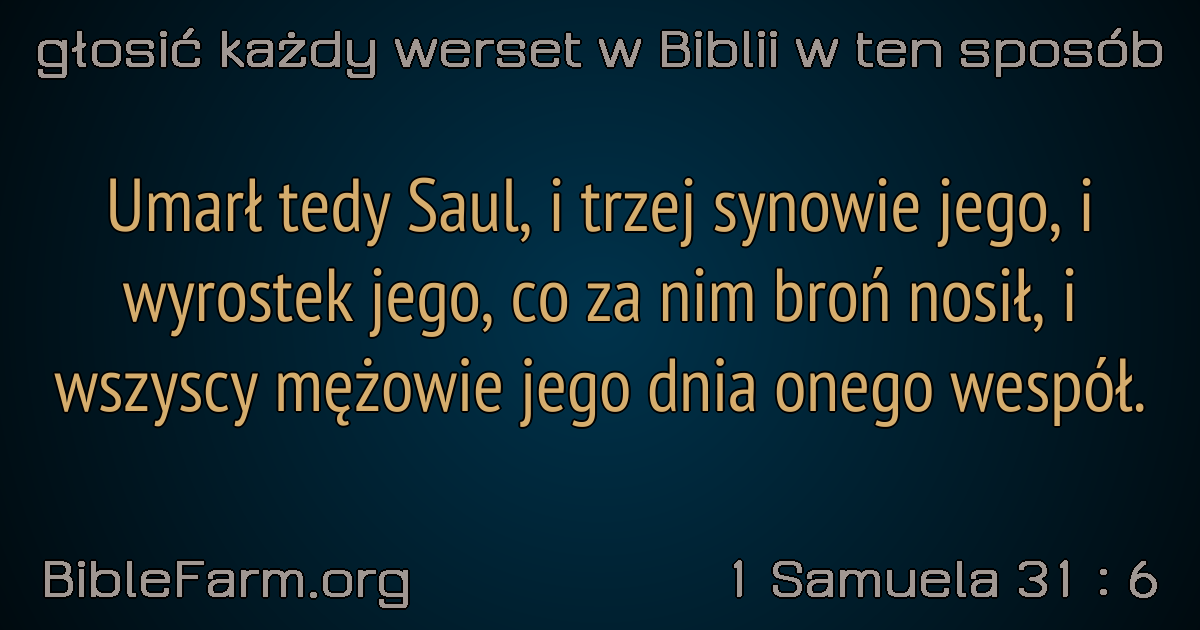 głosić każdy werset w Biblii w ten sposób
Umarł tedy Saul, i trzej synowie jego, i
wyrostek jego, co za nim broń nosił, i
wszyscy mężowie jego dnia onego wespół.
BibleFarm.org
1 Samuela 31 : 6